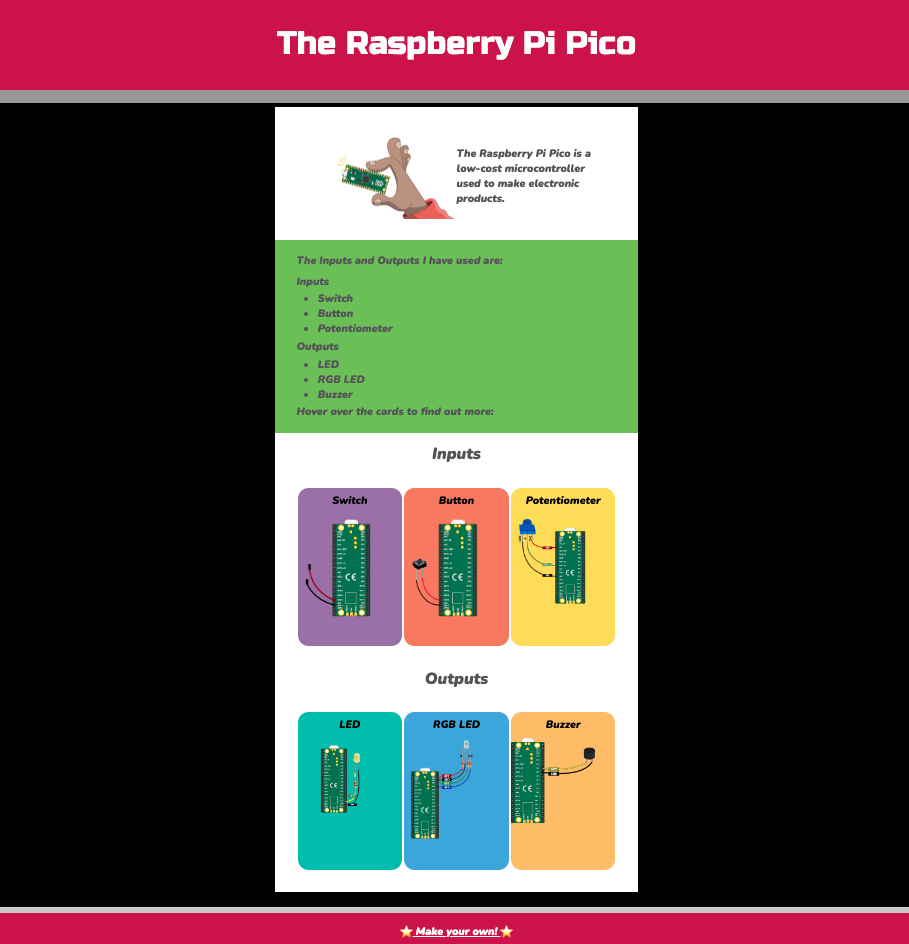 The Raspberry Pi Pico
The Raspberry Pi Pico is a
low-cost microcontroller
used to make electronic
products.
The Inputs and Outputs I have used are:
Inputs
• Switch
• Button
• Potentiometer
Outputs
• LED
• RGB LED
• Buzzer
Hover over the cards to find out more:
Inputs
Switch
Button
Potentiometer
Outputs
LED
RGB LED
Buzzer
⭐ Make your own! ⭐